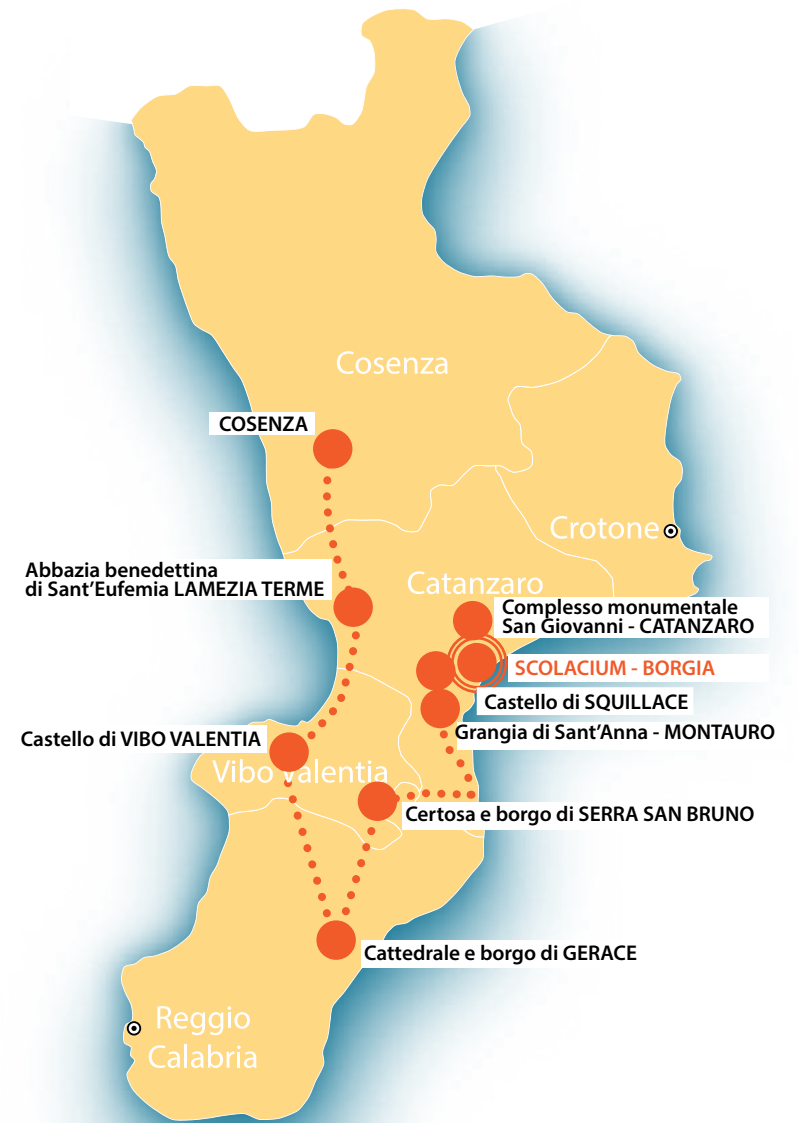 Cosenza
COSENZA
Crotone
Abbazia benedettina
di Sant'Eufemia LAMEZIA TERME
Catanzaro
Complesso monumentale
San Giovanni - CATANZARO
SCOLACIUM - BORGIA
Castello di SQUILLACE
Grangia di Sant'Anna - MONTAURO
Castello di VIBO VALENTIA
Vibo Valentia
Certosa e borgo di SERRA SAN BRUNO
Cattedrale e borgo di GERACE
Reggio
Calabria